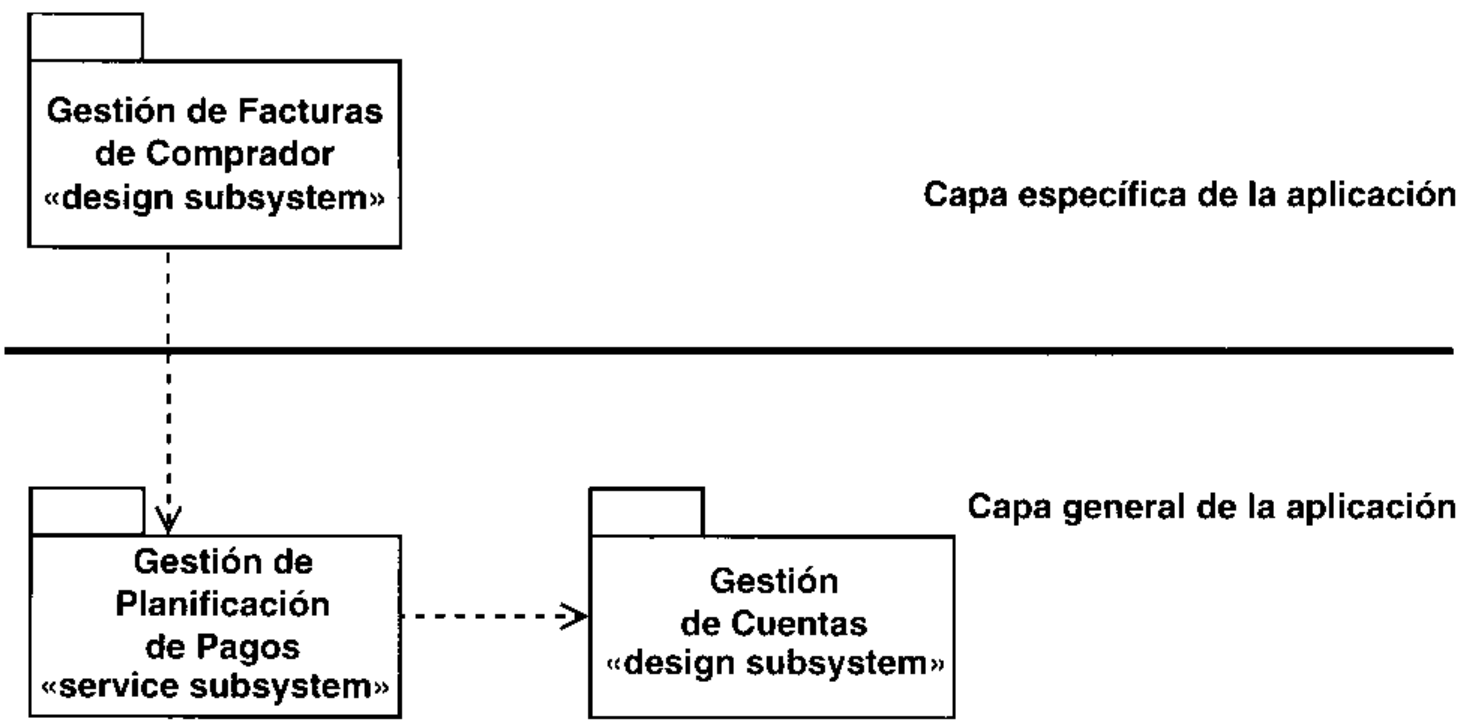 Gestión de Facturas
de Comprador
«design subsystem»
Capa específica de la aplicación
Capa general de la aplicación
Gestión de
Planificación
de Pagos
«service subsystem»
Gestión
de Cuentas
«design subsystem»